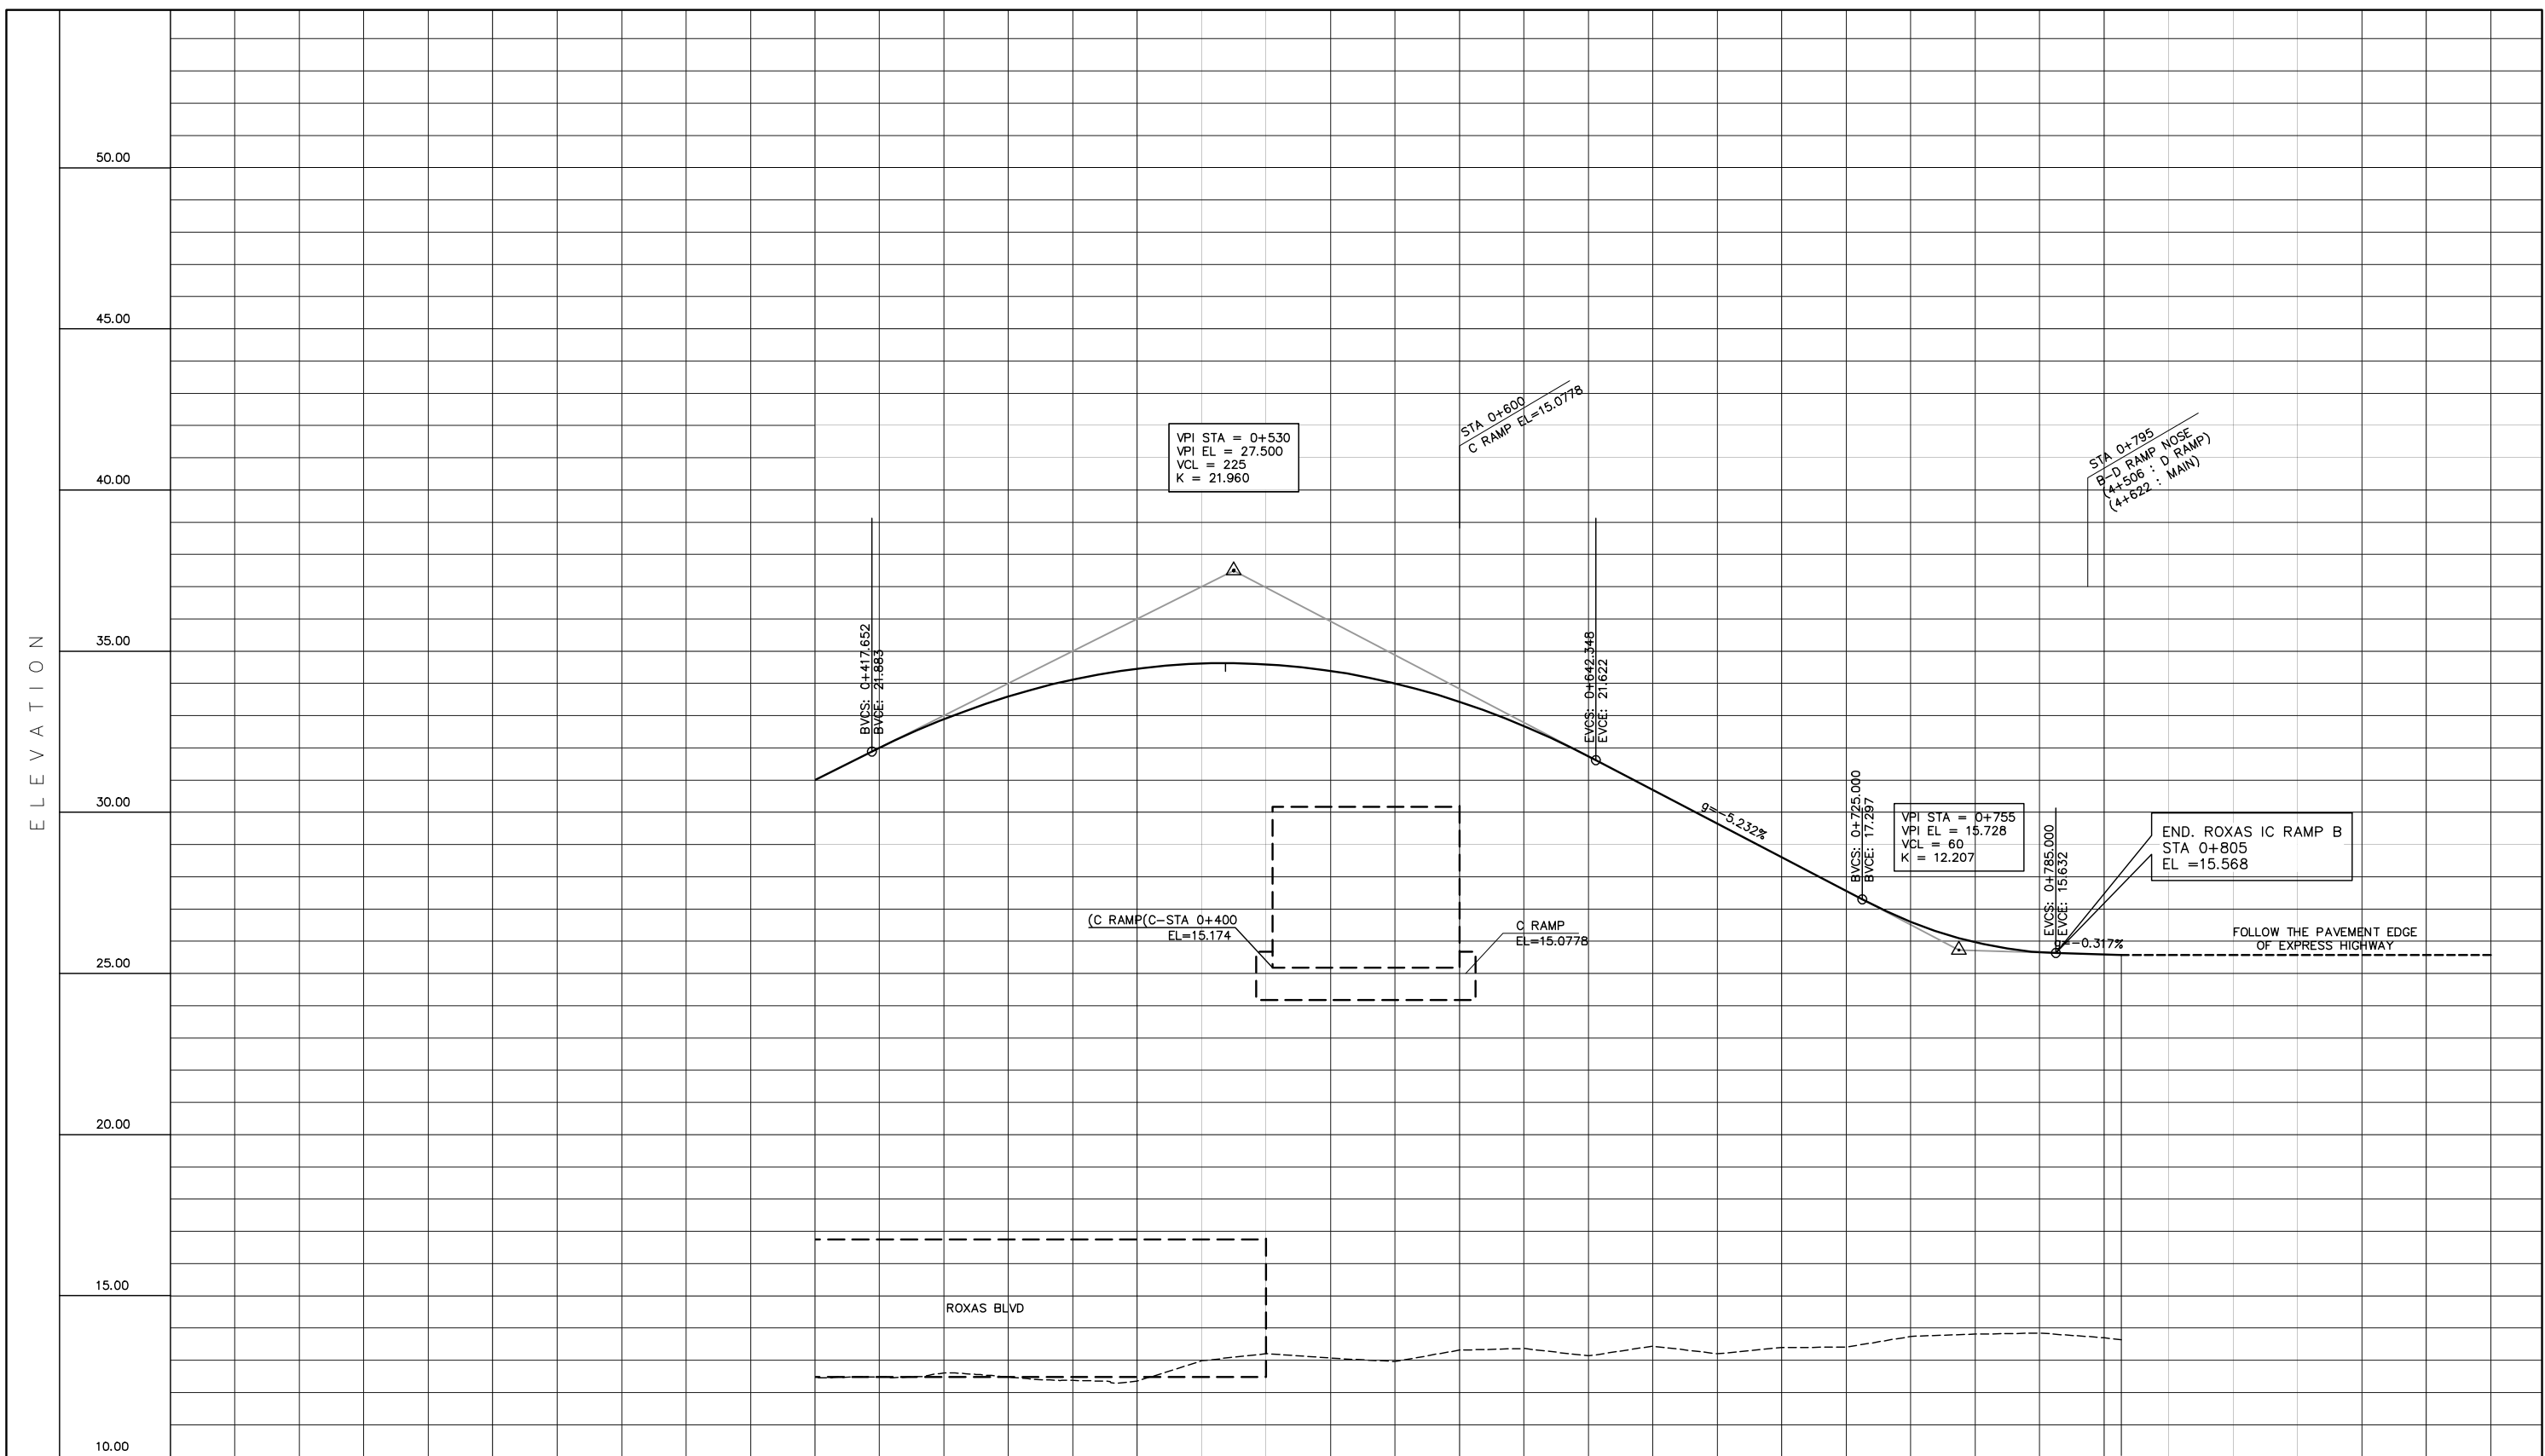 ELEVATION
50.00
45.00
40.00
35.00
30.00
25.00
20.00
15.00
10.00
VPI STA = 0+530
VPI EL = 27.500
VCL = 225
K = 21.960
STA 0+600
C RAMP EL=15.0778
STA 0+795
B-D RAMP NOSE
(4+506 : D RAMP)
(4+622 : MAIN)
BVCS: 0+417.652
BVCE: 21.883
EVCS: 0+642.348
EVCE: 21.622
g=-5.232%
BVCS: 0+725.000
BVCE: 17.297
VPI STA = 0+755
VPI EL = 15.728
VCL = 60
K = 12.207
EVCS: 0+785.000
EVCE: 15.632
END. ROXAS IC RAMP B
STA 0+805
EL =15.568
g=-0.317%
FOLLOW THE PAVEMENT EDGE
OF EXPRESS HIGHWAY
(C RAMP(C-STA 0+400
EL=15.174
C RAMP
EL=15.0778
ROXAS BLVD